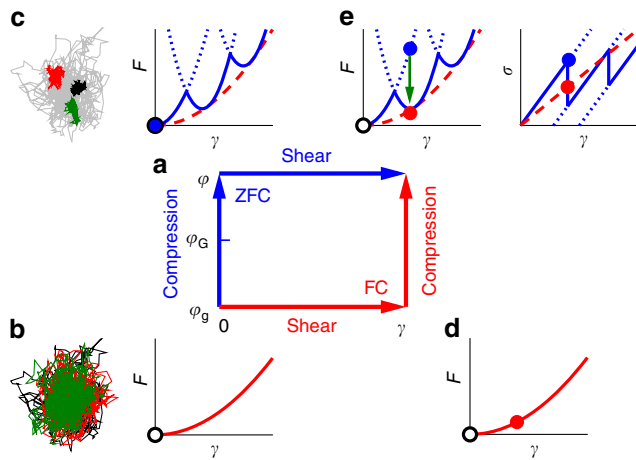 c
F
γ
e
F
γ
σ
γ
a
Shear
φ
ZFC
Compression
φG
Compression
FC
φg
0
Shear
γ
b
F
γ
d
F
γ